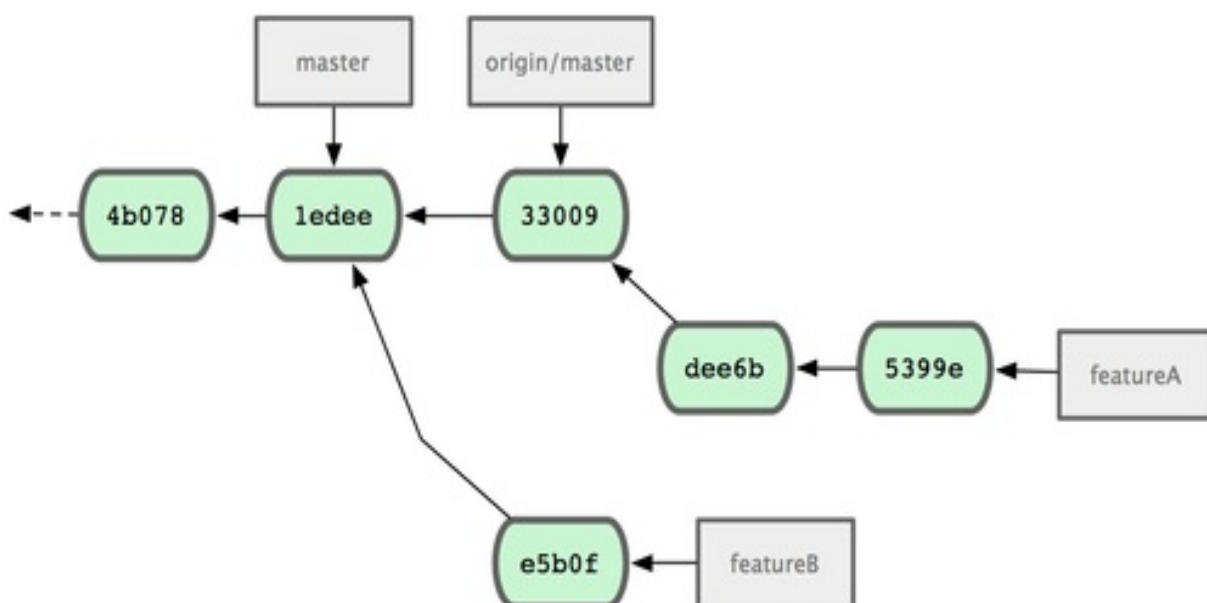 master
origin/master
4b078
1edee
33009
dee6b
5399e
featureA
e5b0f
featureB